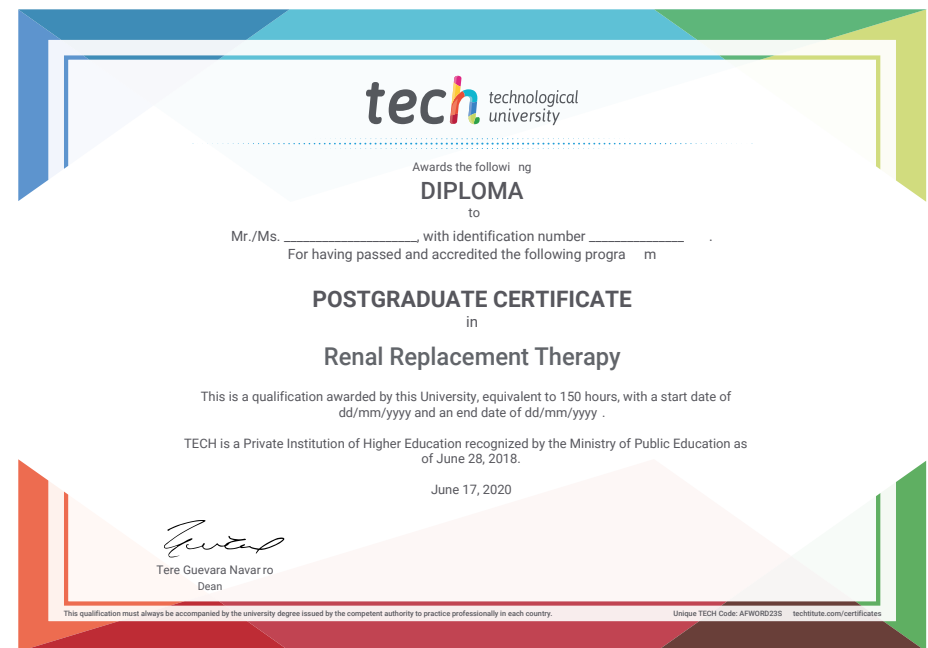 tech technological
university
Awards the followi ng
DIPLOMA
to
Mr./Ms. ____________________, with identification number ______________ .
For having passed and accredited the following progra m
POSTGRADUATE CERTIFICATE
in
Renal Replacement Therapy
This is a qualification awarded by this University, equivalent to 150 hours, with a start date of
dd/mm/yyyy and an end date of dd/mm/yyyy .
TECH is a Private Institution of Higher Education recognized by the Ministry of Public Education as
of June 28, 2018.
June 17, 2020
Tere Guevara Navar ro
Dean
This qualification must always be accompanied by the university degree issued by the competent authority to practice professionally in each country.
Unique TECH Code: AFWORD23S techtitute.com/certificates